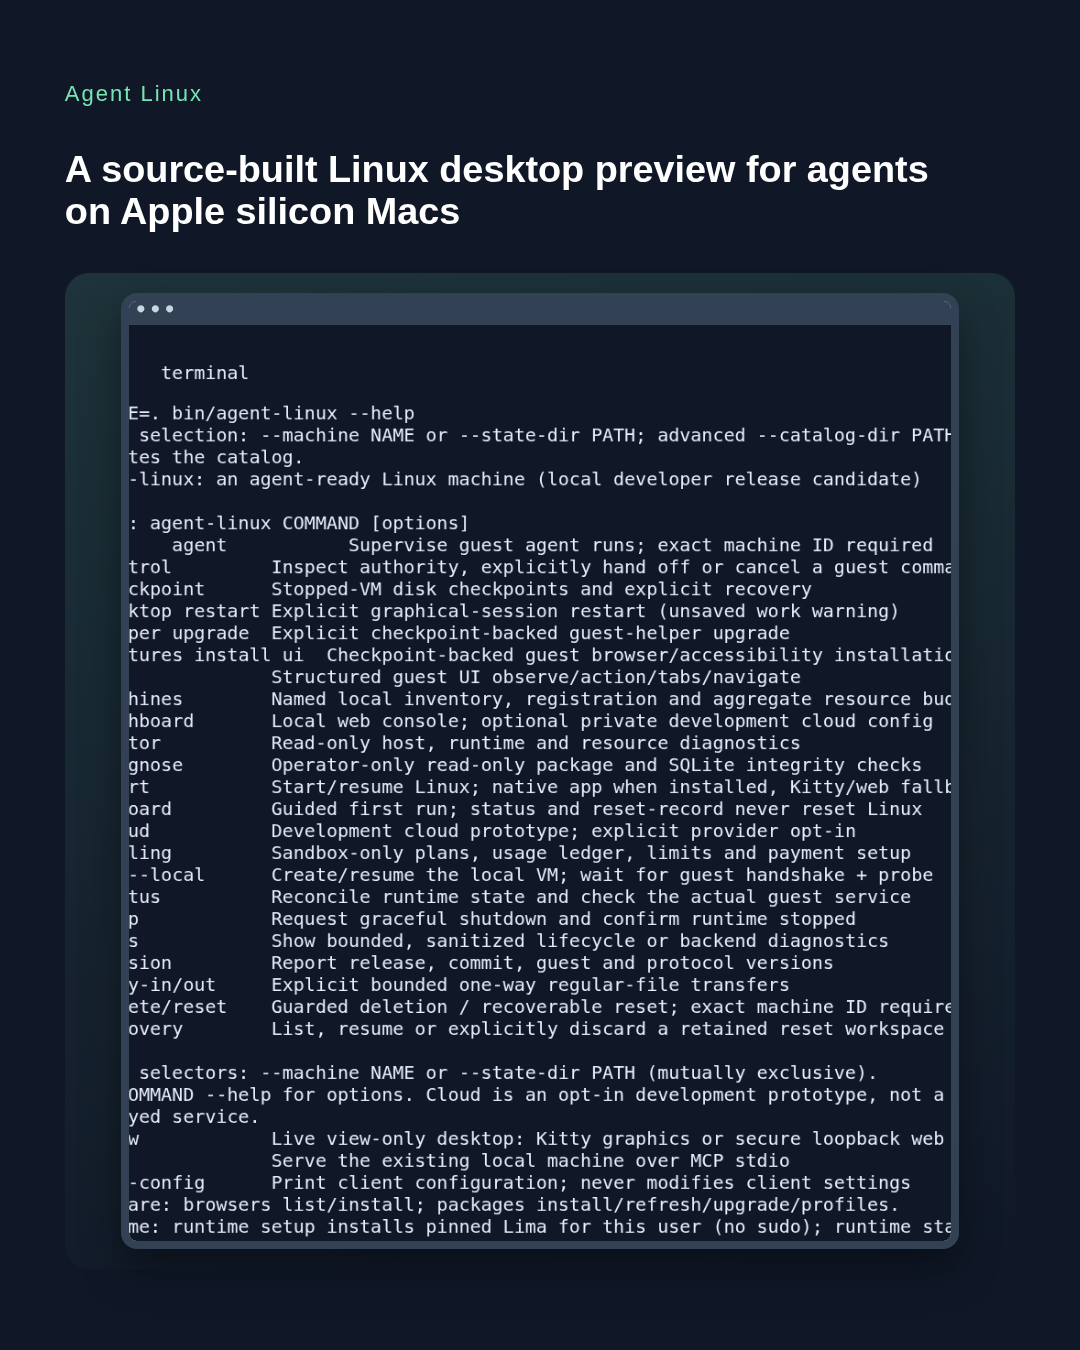 Agent Linux
A source-built Linux desktop preview for agents
on Apple silicon Macs
terminal
E=. bin/agent-linux --help
selection: --machine NAME or --state-dir PATH; advanced --catalog-dir PATH
tes the catalog.
-linux: an agent-ready Linux machine (local developer release candidate)
: agent-linux COMMAND [options]
agent Supervise guest agent runs; exact machine ID required
trol Inspect authority, explicitly hand off or cancel a guest comma
ckpoint Stopped-VM disk checkpoints and explicit recovery
ktop restart Explicit graphical-session restart (unsaved work warning)
per upgrade Explicit checkpoint-backed guest-helper upgrade
tures install ui Checkpoint-backed guest browser/accessibility installatio
Structured guest UI observe/action/tabs/navigate
hines Named local inventory, registration and aggregate resource bud
hboard Local web console; optional private development cloud config
tor Read-only host, runtime and resource diagnostics
gnose Operator-only read-only package and SQLite integrity checks
rt Start/resume Linux; native app when installed, Kitty/web fallb
oard Guided first run; status and reset-record never reset Linux
ud Development cloud prototype; explicit provider opt-in
ling Sandbox-only plans, usage ledger, limits and payment setup
--local Create/resume the local VM; wait for guest handshake + probe
tus Reconcile runtime state and check the actual guest service
p Request graceful shutdown and confirm runtime stopped
s Show bounded, sanitized lifecycle or backend diagnostics
sion Report release, commit, guest and protocol versions
y-in/out Explicit bounded one-way regular-file transfers
ete/reset Guarded deletion / recoverable reset; exact machine ID require
overy List, resume or explicitly discard a retained reset workspace
selectors: --machine NAME or --state-dir PATH (mutually exclusive).
OMMAND --help for options. Cloud is an opt-in development prototype, not a
yed service.
w Live view-only desktop: Kitty graphics or secure loopback web
Serve the existing local machine over MCP stdio
-config Print client configuration; never modifies client settings
are: browsers list/install; packages install/refresh/upgrade/profiles.
me: runtime setup installs pinned Lima for this user (no sudo); runtime sta